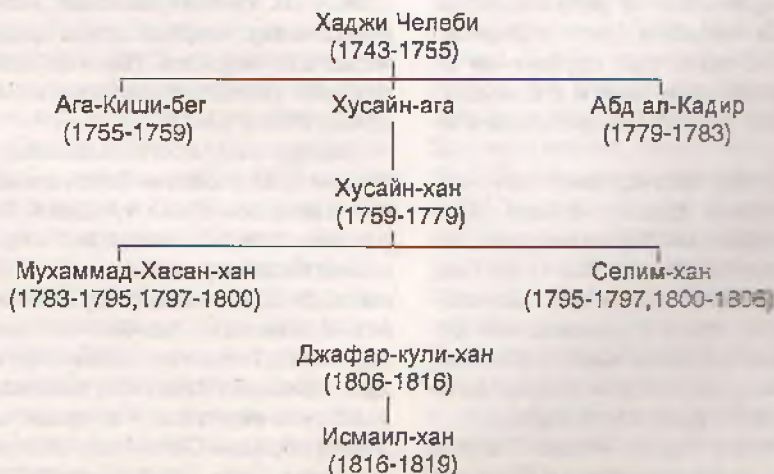 Хаджи Челеби
(1743-1755)
Ага-Киши-бег Хусайн-ага Абд ал-Кадир
(1755-1759) (1779-1783)
Хусайн-хан
(1759-1779)
Мухаммад-Хасан-хан Селим-хан
(1783-1795,1797-1800) (1795-1797,1800-1806)
Джафар-кули-хан
(1806-1816)
Исмаил-хан
(1816-1819)